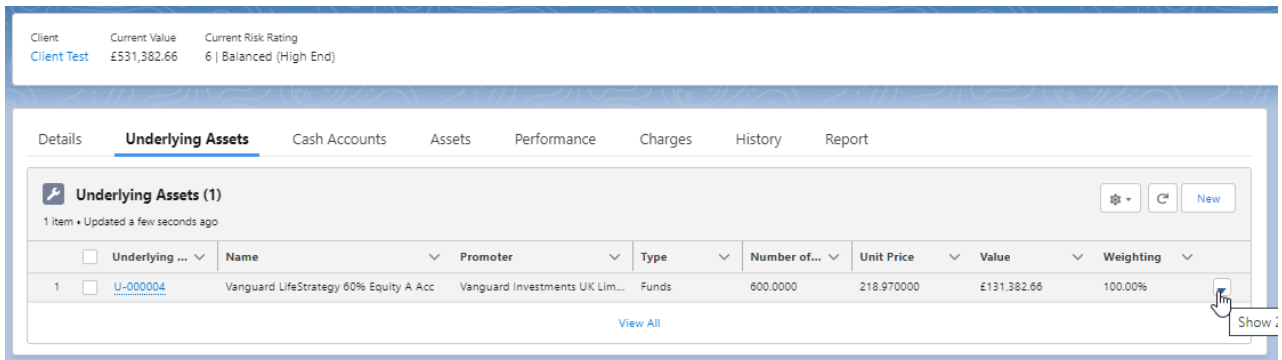 Client Current Value Current Risk Rating
Client Test £531,382.66 6 | Balanced (High End)
Details Underlying Assets Cash Accounts Assets Performance Charges History Report
Underlying Assets (1)
1 item • Updated a few seconds ago
New
Underlying ... Name Promoter Type Number of... Unit Price Value Weighting
1 U-000004 Vanguard LifeStrategy 60% Equity A Acc Vanguard Investments UK Lim... Funds 600.0000 218.970000 £131,382.66 100.00%
Show 2
View All